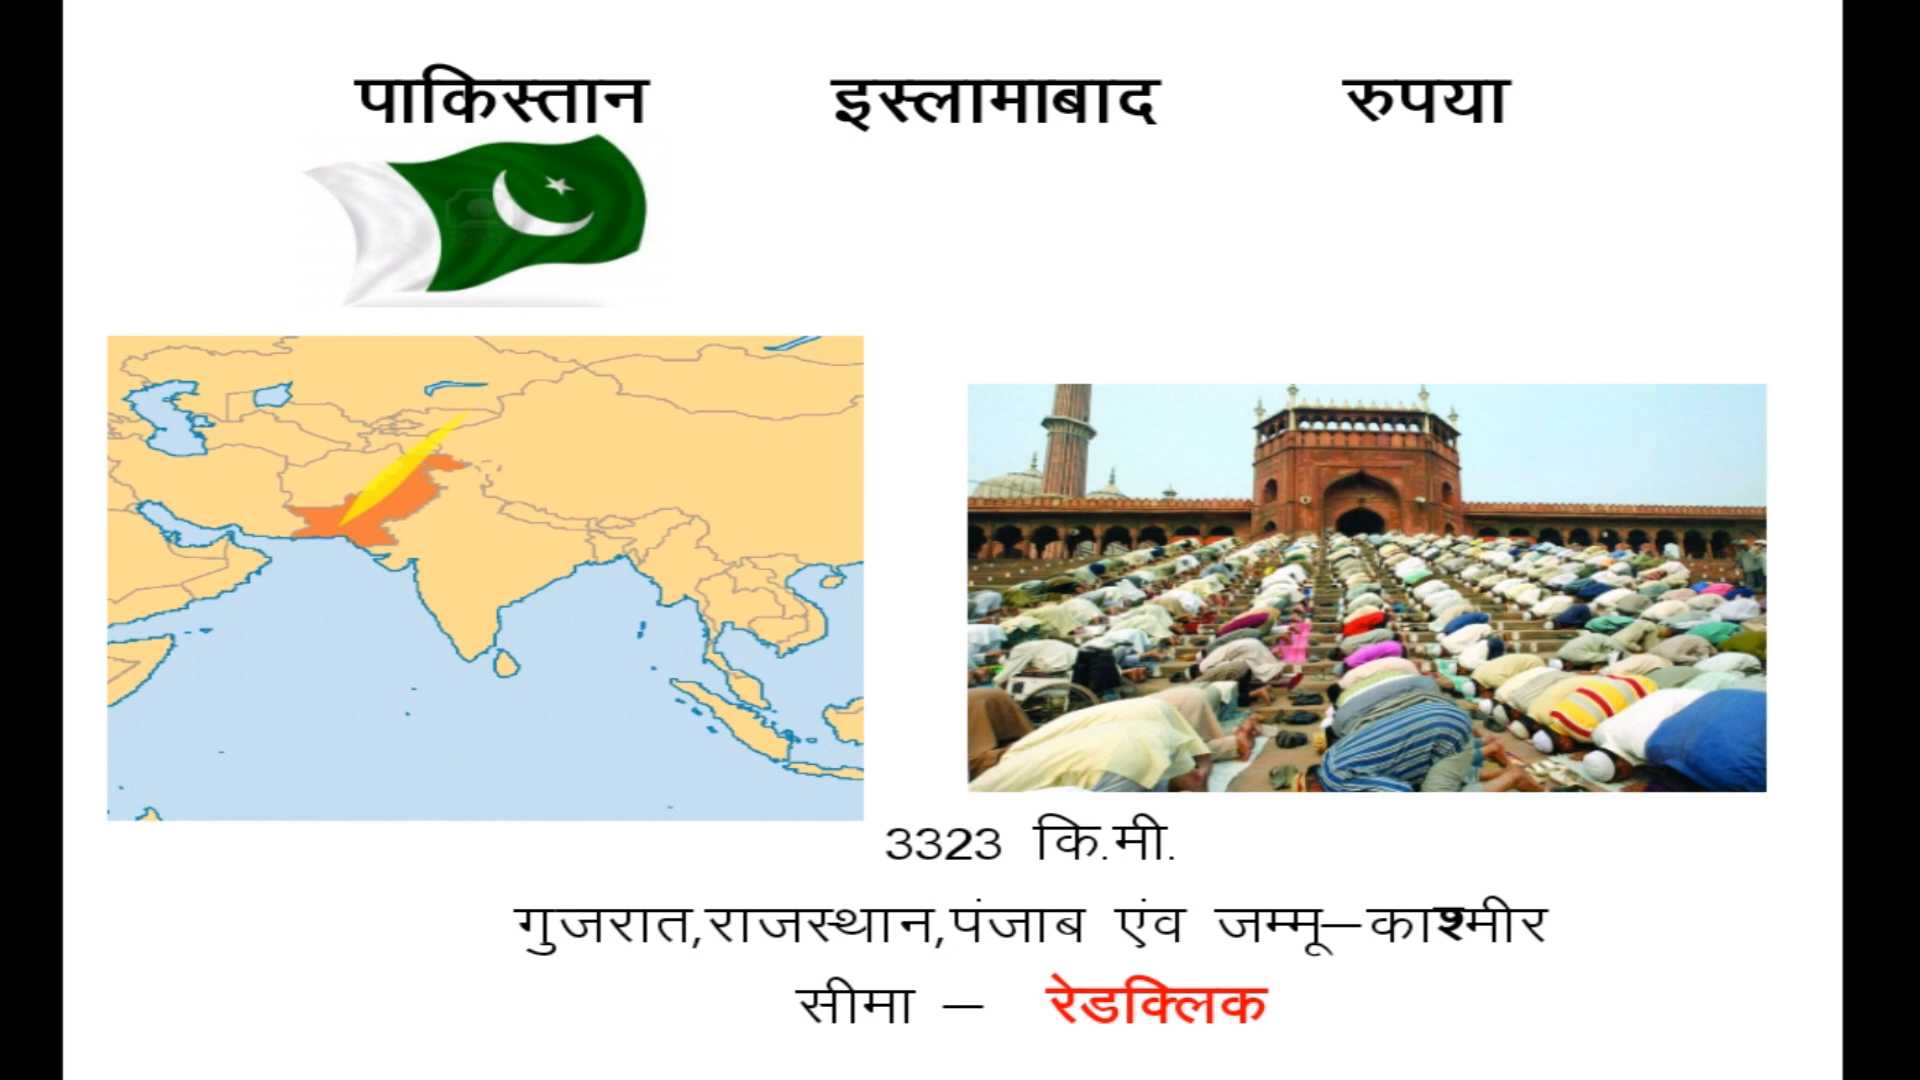 पाकिस्तान इस्लामाबाद रुपया
3323 कि.मी.
गुजरात,राजस्थान,पंजाब एंव जम्मू–काश्मीर
सीमा – रेडक्लिक